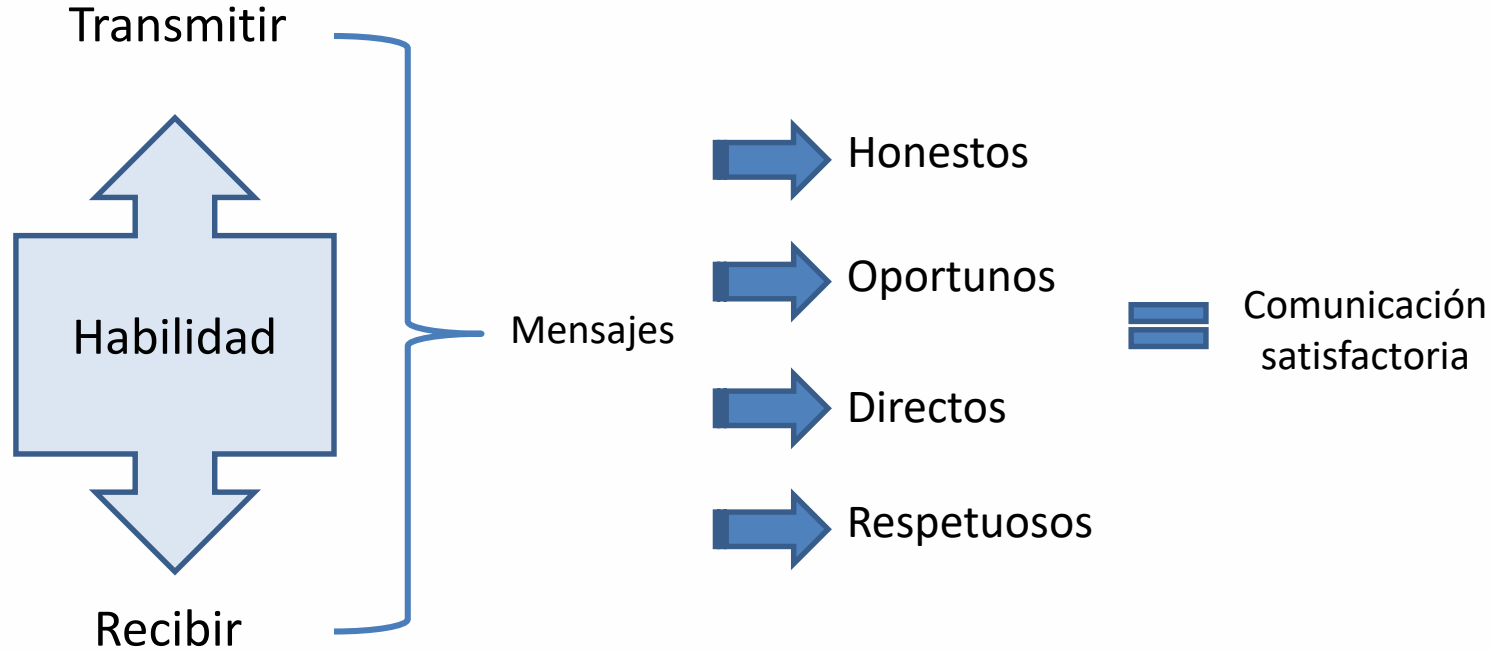 Transmitir
Habilidad
Recibir
Mensajes
Honestos
Oportunos
Directos
Respetuosos
Comunicación
satisfactoria